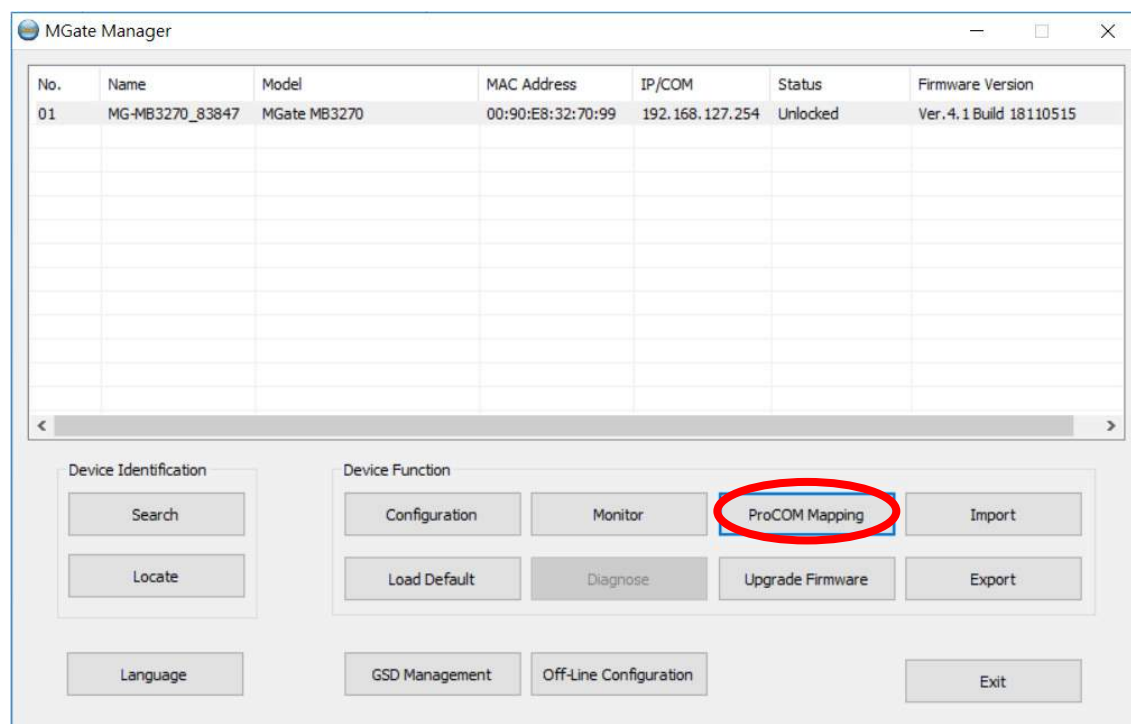 MGate Manager
No. Name Model MAC Address IP/COM Status Firmware Version
01 MG-MB3270_83847 MGate MB3270 00:90:E8:32:70:99 192.168.127.254 Unlocked Ver.4.1 Build 18110515
Device Identification Device Function
Search Configuration Monitor ProCOM Mapping Import
Locate Load Default Diagnose Upgrade Firmware Export
Language GSD Management Off-Line Configuration Exit